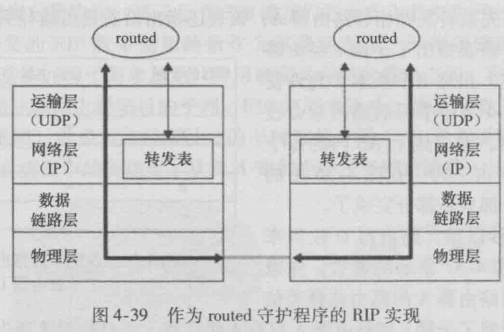 routed
routed
运输层
（UDP）
网络层
（IP）
转发表
数据
链路层
物理层
运输层
（UDP）
转发表
网络层
（IP）
数据
链路层
物理层
图 4-39 作为 routed 守护程序的 RIP 实现